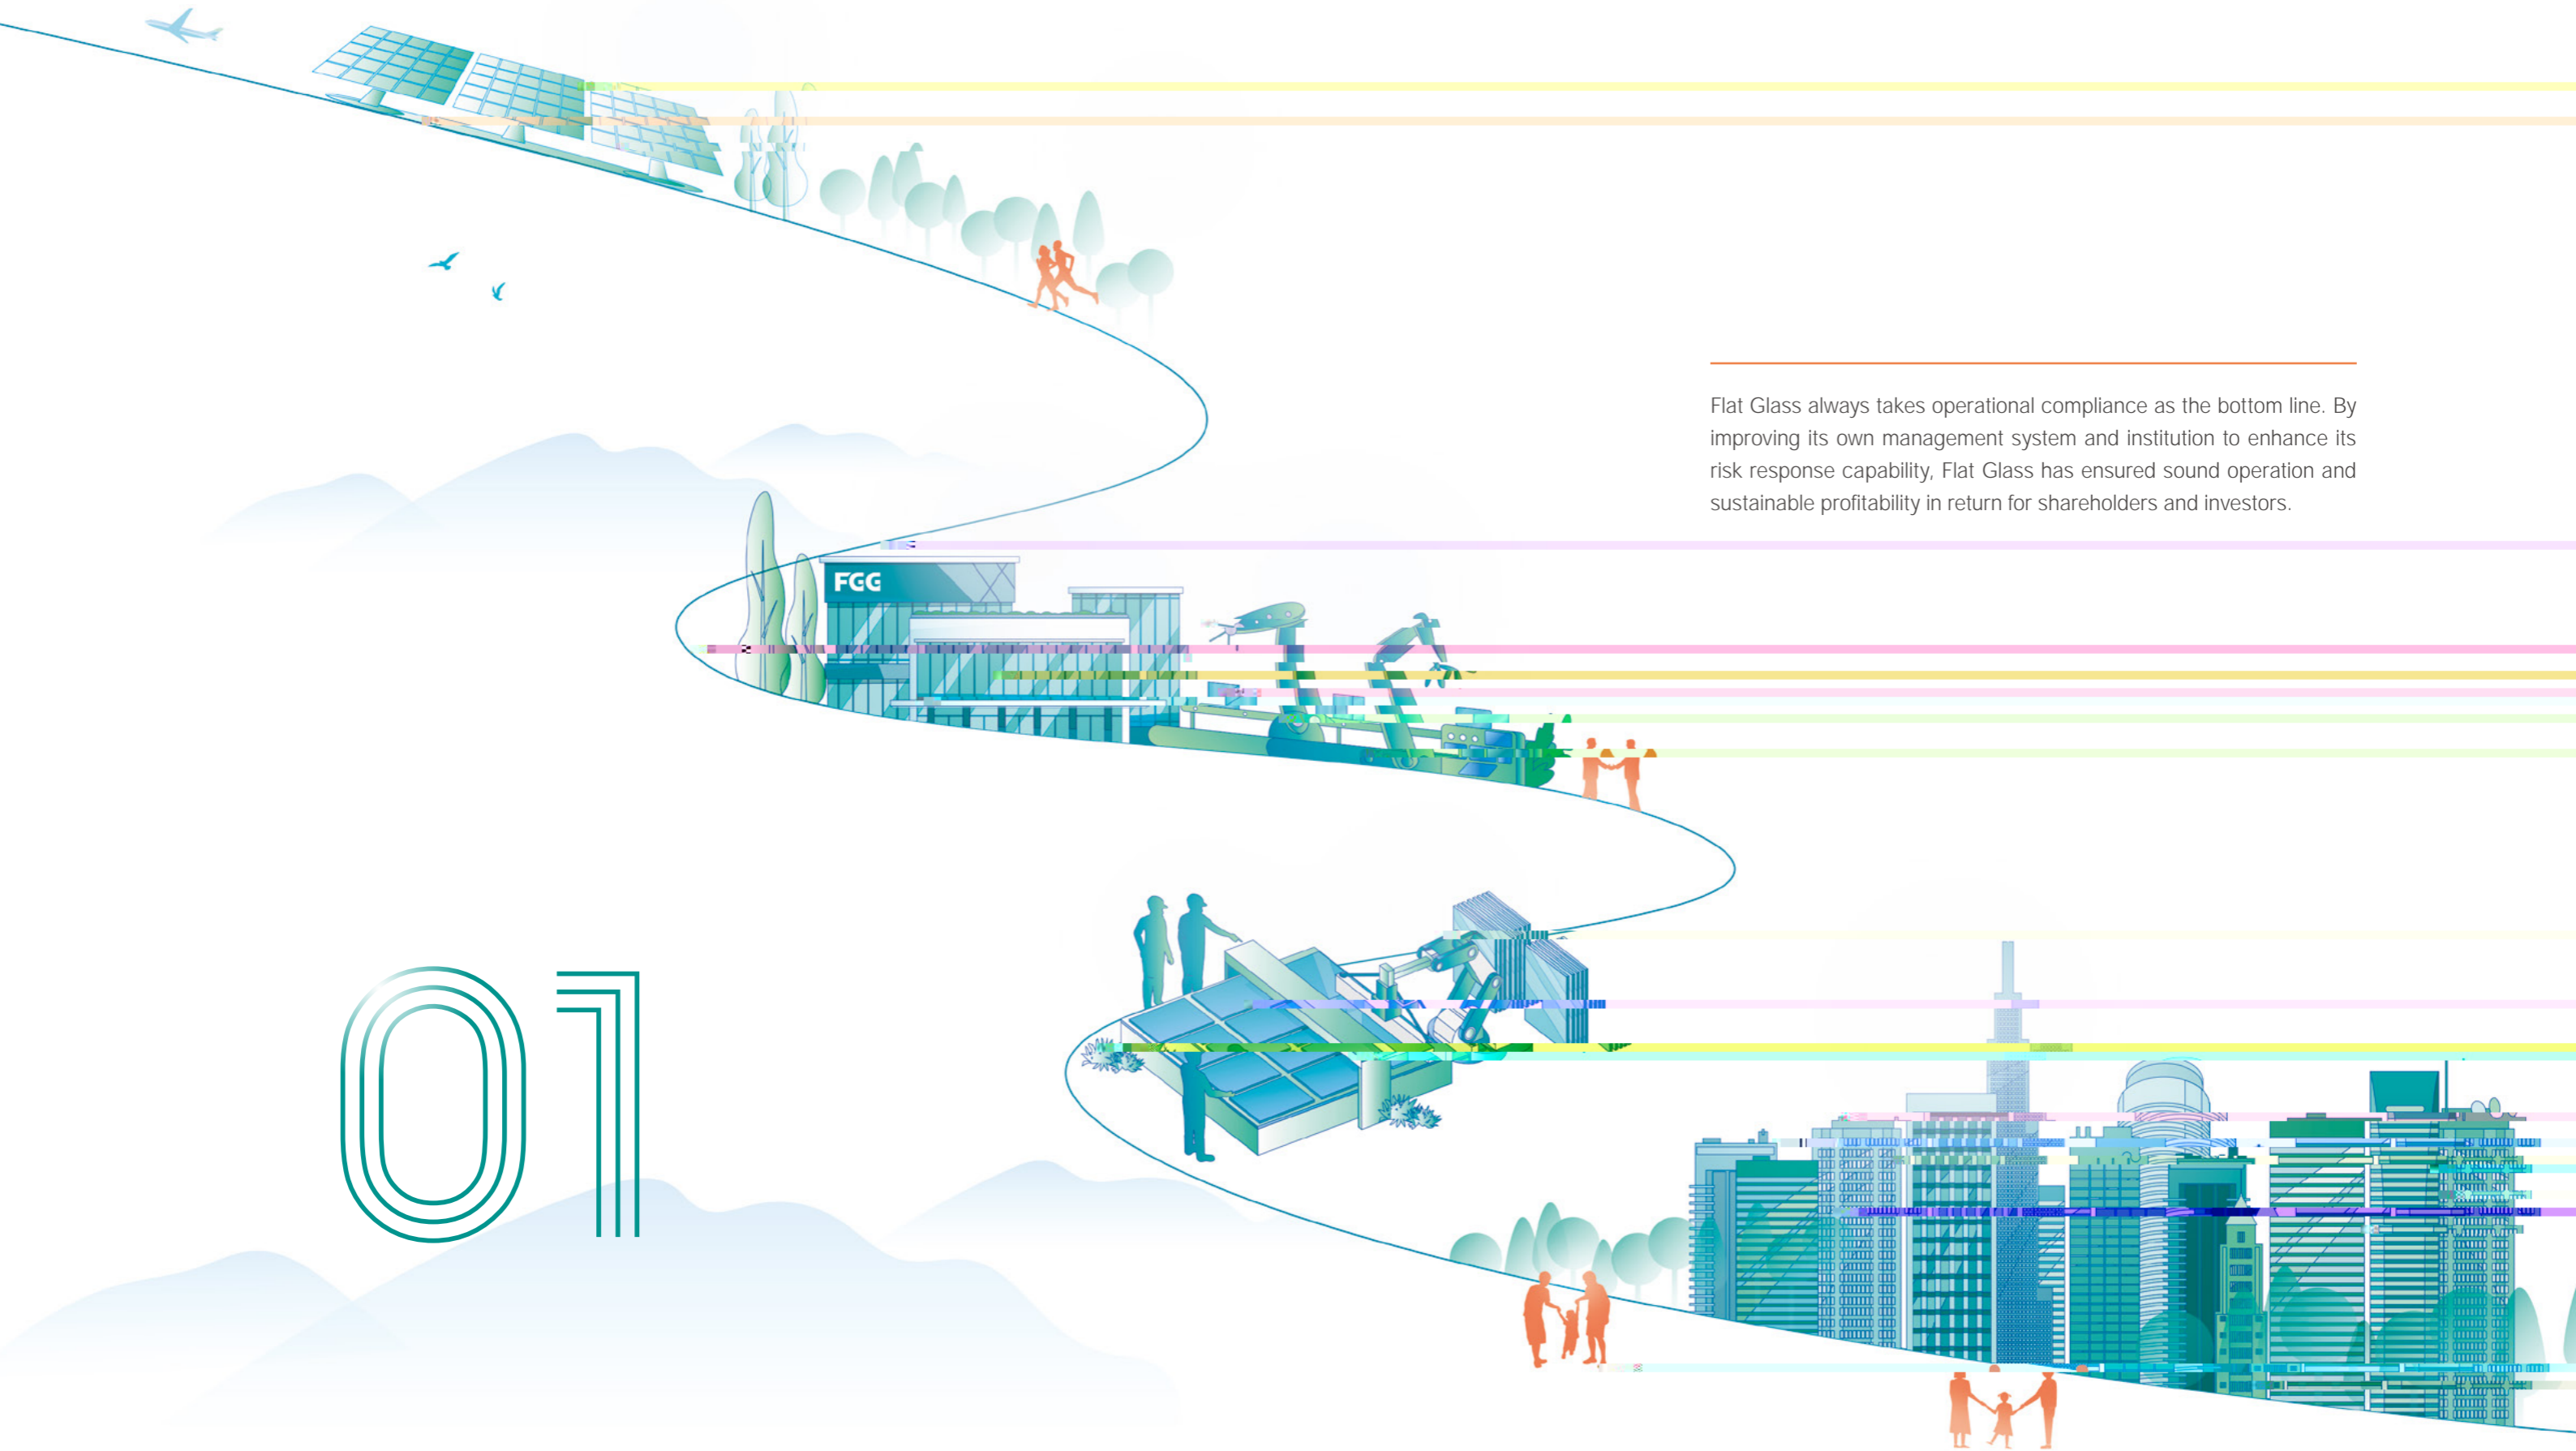 Flat Glass always takes operational compliance as the bottom line. By
improving its own management system and institution to enhance its
risk response capability, Flat Glass has ensured sound operation and
sustainable profitability in return for shareholders and investors.
FGG
01